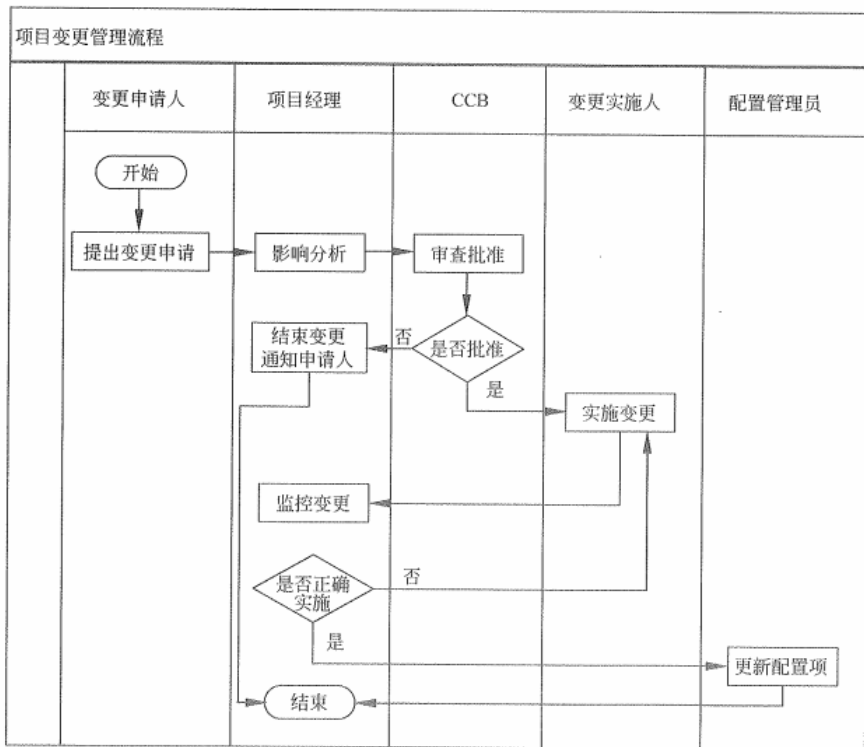 项目变更管理流程
变更申请人
项目经理
CCB
变更实施人
配置管理员
开始
提出变更申请
影响分析
审查批准
结束变更
通知申请人
否
是否批准
是
实施变更
监控变更
是否正确
实施
否
是
更新配置项
结束